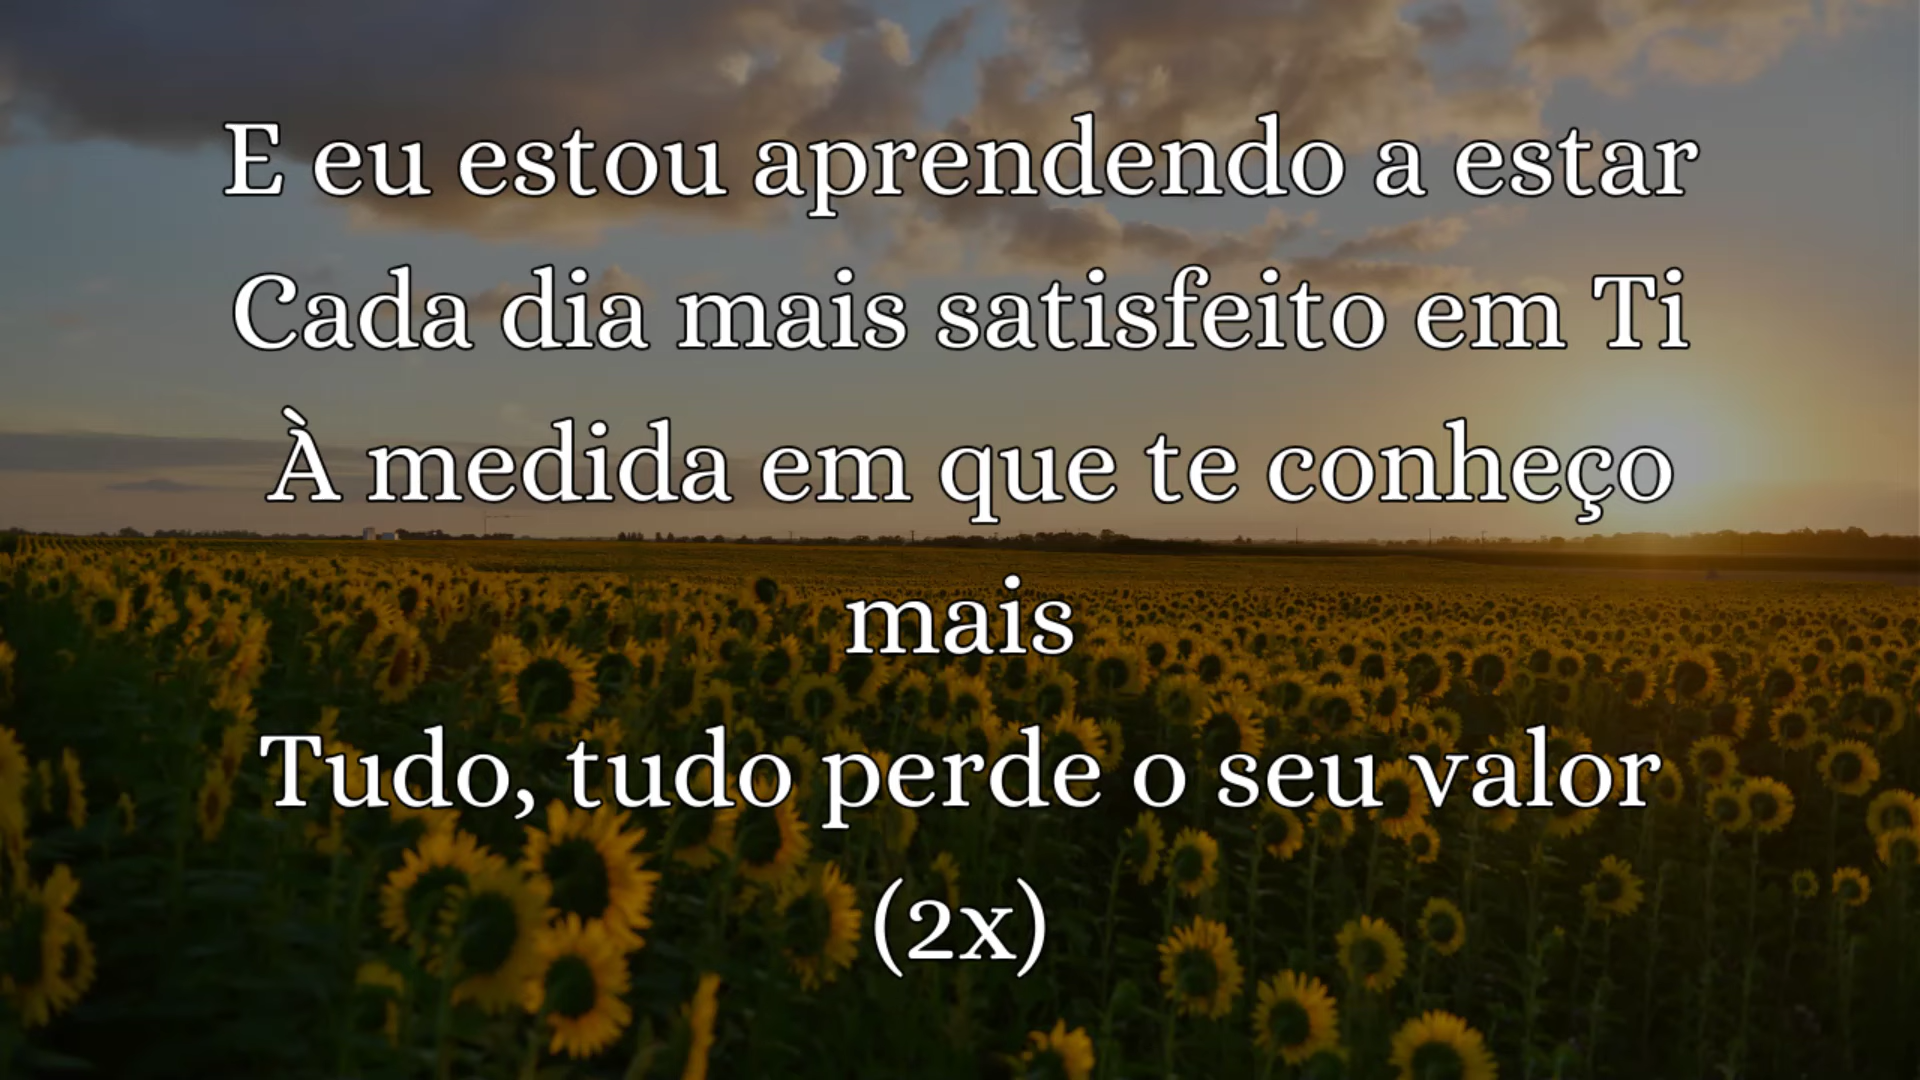 E eu estou aprendendo a estar
Cada dia mais satisfeito em Ti
À medida em que te conheço
mais
Tudo, tudo perde o seu valor
(2x)